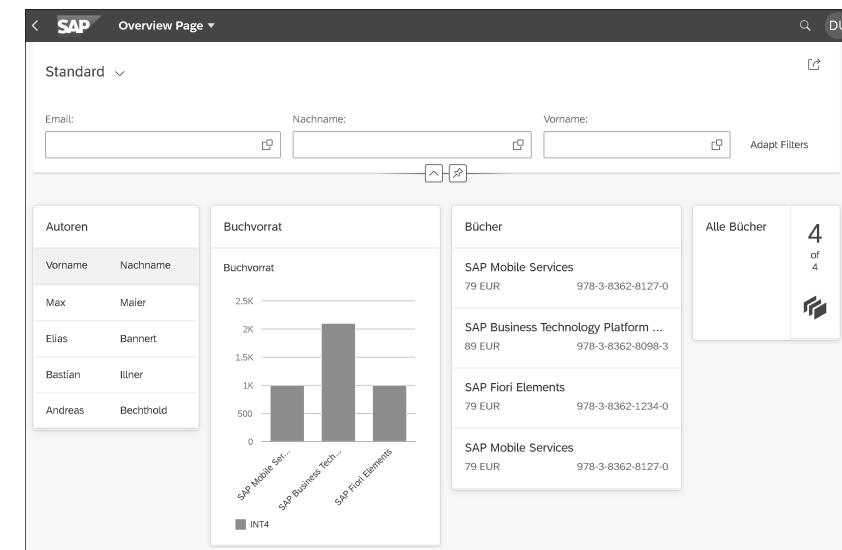 SAP Overview Page
DU
Standard
Email: Nachname: Vorname:
Adapt Filters
Autoren
Vorname Nachname
Max Maier
Elias Bannert
Bastian Illner
Andreas Bechthold
Buchvorrat
Buchvorrat
2.5K
2K
1.5K
1K
500
0
SAP Mobile Ser...
SAP Business Tech...
SAP Fiori Elements
INT4
Bücher
SAP Mobile Services
79 EUR 978-3-8362-8127-0
SAP Business Technology Platform ...
89 EUR 978-3-8362-8098-3
SAP Fiori Elements
79 EUR 978-3-8362-1234-0
SAP Mobile Services
79 EUR 978-3-8362-8127-0
Alle Bücher
4
of
4